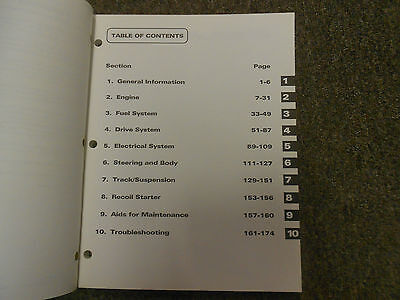 TABLE OF CONTENTS
Section Page
1. General Information 1-6 1
2. Engine 7-31 2
3. Fuel System 33-49 3
4. Drive System 51-87 4
5. Electrical System 89-109 5
6. Steering and Body 111-127 6
7. Track/Suspension 129-151 7
8. Recoil Starter 153-156 8
9. Aids for Maintenance 157-160 9
10. Troubleshooting 161-174 10